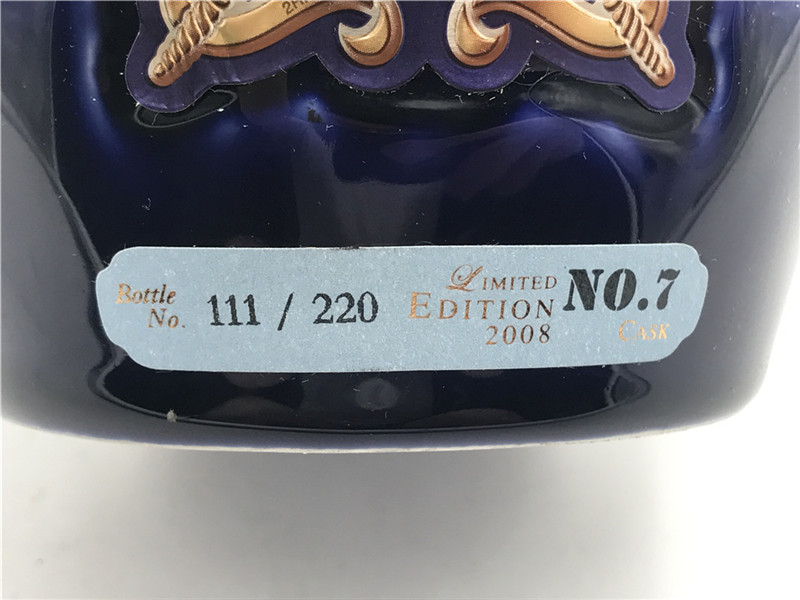 Bottle
No. 111 / 220
LIMITED
EDITION
2008
NO.7
CASK